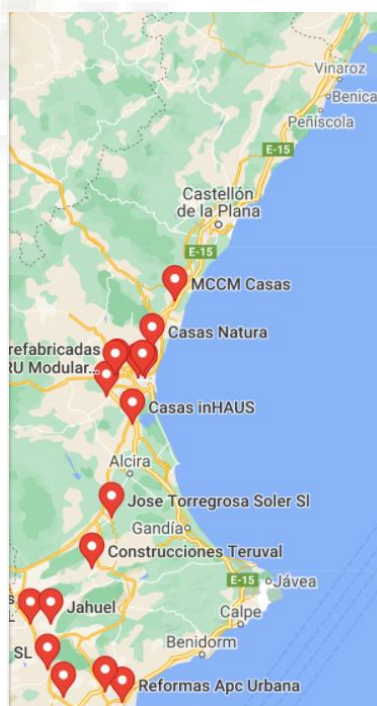 Vinaroz
Benica
Peñíscola
E-15
Castellón
de la Plana
E-15
MCCM Casas
Casas Natura
refabricadas
RU Modular...
Casas inHAUS
Alcira
Jose Torregrosa Soler Sl
Gandía
Construcciones Teruval
E-15
Jávea
Jahuel
Calpe
SL
Benidorm
Reformas Apc Urbana